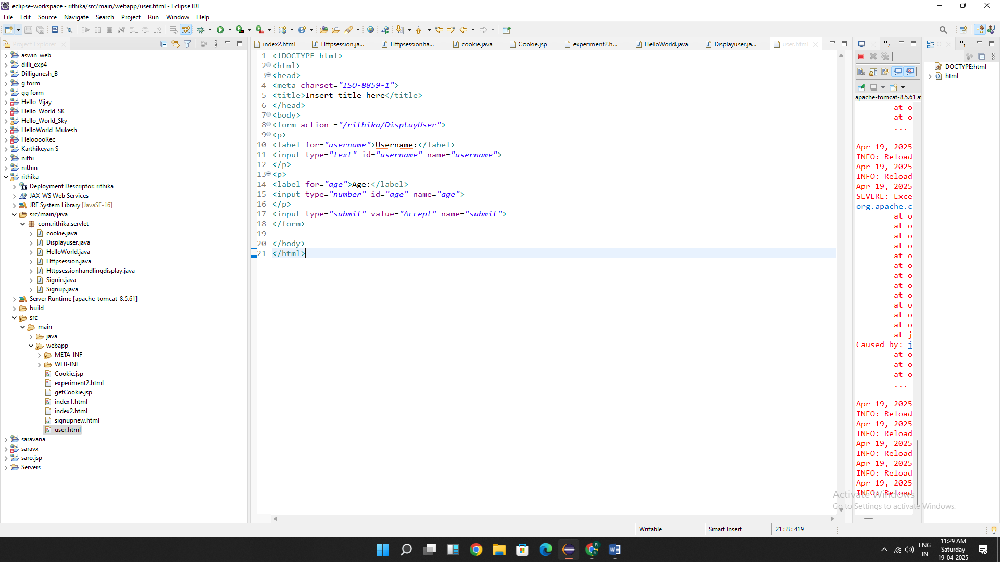 eclipse-workspace - rithika/src/main/webapp/user.html - Eclipse IDE
File Edit Source Navigate Search Project Run Window Help
Project Explorer
aswin_web
dilli_exp4
Dilliganesh_B
g form
gg form
Hello_Vijay
Hello_World_SK
Hello_World_Sky
HelloWorld_Mukesh
HelooooRec
Karthikeyan S
nithi
nithin
rithika
Deployment Descriptor: rithika
JAX-WS Web Services
JRE System Library [JavaSE-16]
src/main/java
com.rithika.servlet
cookie.java
Displayuser.java
HelloWorld.java
Httpsession.java
Httpsessionhandlingdisplay.java
Signin.java
Signup.java
Server Runtime [apache-tomcat-8.5.61]
build
src
main
java
webapp
META-INF
WEB-INF
Cookie.jsp
experiment2.html
getCookie.jsp
index1.html
index2.html
signupnew.html
user.html
saravana
saravx
saro.jsp
Servers
index2.html Httpsession.ja... Httpsessionha... cookie.java Cookie.jsp experiment2.h... HelloWorld.java Displayuser.ja... user.html
1 <!DOCTYPE html>
2 <html>
3 <head>
4 <meta charset="ISO-8859-1">
5 <title>Insert title here</title>
6 </head>
7 <body>
8 <form action ="/rithika/DisplayUser">
9 <p>
10 <label for="username">Username:</label>
11 <input type="text" id="username" name="username">
12 </p>
13 <p>
14 <label for="age">Age:</label>
15 <input type="number" id="age" name="age">
16 </p>
17 <input type="submit" value="Accept" name="submit">
18 </form>
19
20 </body>
21 </html>
»7
apache-tomcat-8.5.61 at
at o
at o
...
Apr 19, 2025
INFO: Reload
Apr 19, 2025
INFO: Reload
Apr 19, 2025
SEVERE: Exce
org.apache.c
at o
at o
at o
at o
at o
at o
at o
at o
at o
at o
at o
at o
at j
Caused by: j
at o
at o
at o
...
Apr 19, 2025
INFO: Reload
Apr 19, 2025
INFO: Reload
Apr 19, 2025
INFO: Reload
Apr 19, 2025
INFO: Reload
Apr 19, 2025
INFO: Reload
»1
DOCTYPE:html
html
Activate Windows
Go to Settings to activate Windows.
Writable Smart Insert 21 : 8 : 419
ENG
IN
11:29 AM
Saturday
19-04-2025